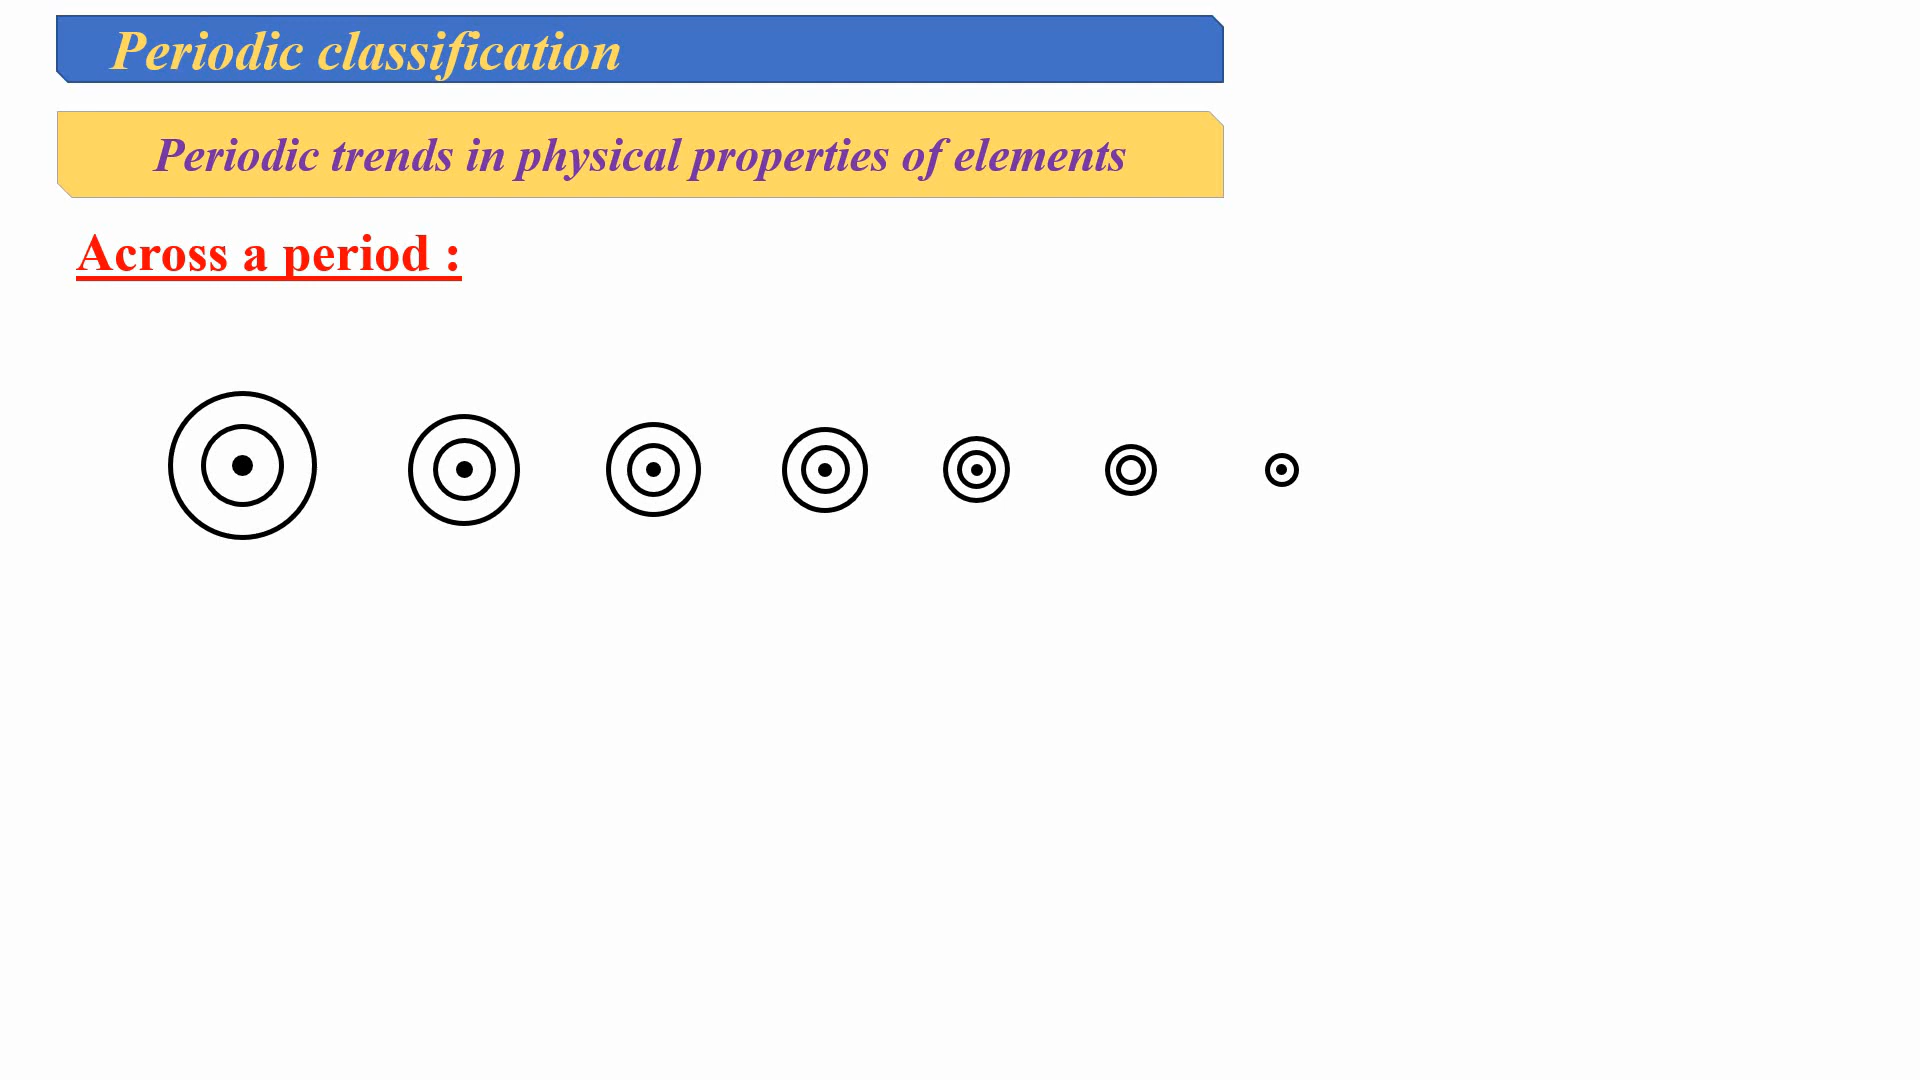 Periodic classification
Periodic trends in physical properties of elements
Across a period :